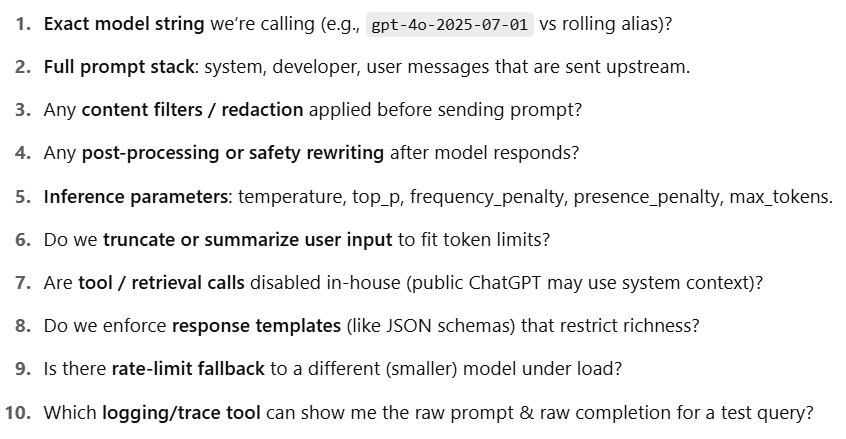 1. Exact model string we’re calling (e.g., gpt-4o-2025-07-01 vs rolling alias)?
2. Full prompt stack: system, developer, user messages that are sent upstream.
3. Any content filters / redaction applied before sending prompt?
4. Any post-processing or safety rewriting after model responds?
5. Inference parameters: temperature, top_p, frequency_penalty, presence_penalty, max_tokens.
6. Do we truncate or summarize user input to fit token limits?
7. Are tool / retrieval calls disabled in-house (public ChatGPT may use system context)?
8. Do we enforce response templates (like JSON schemas) that restrict richness?
9. Is there rate-limit fallback to a different (smaller) model under load?
10. Which logging/trace tool can show me the raw prompt & raw completion for a test query?